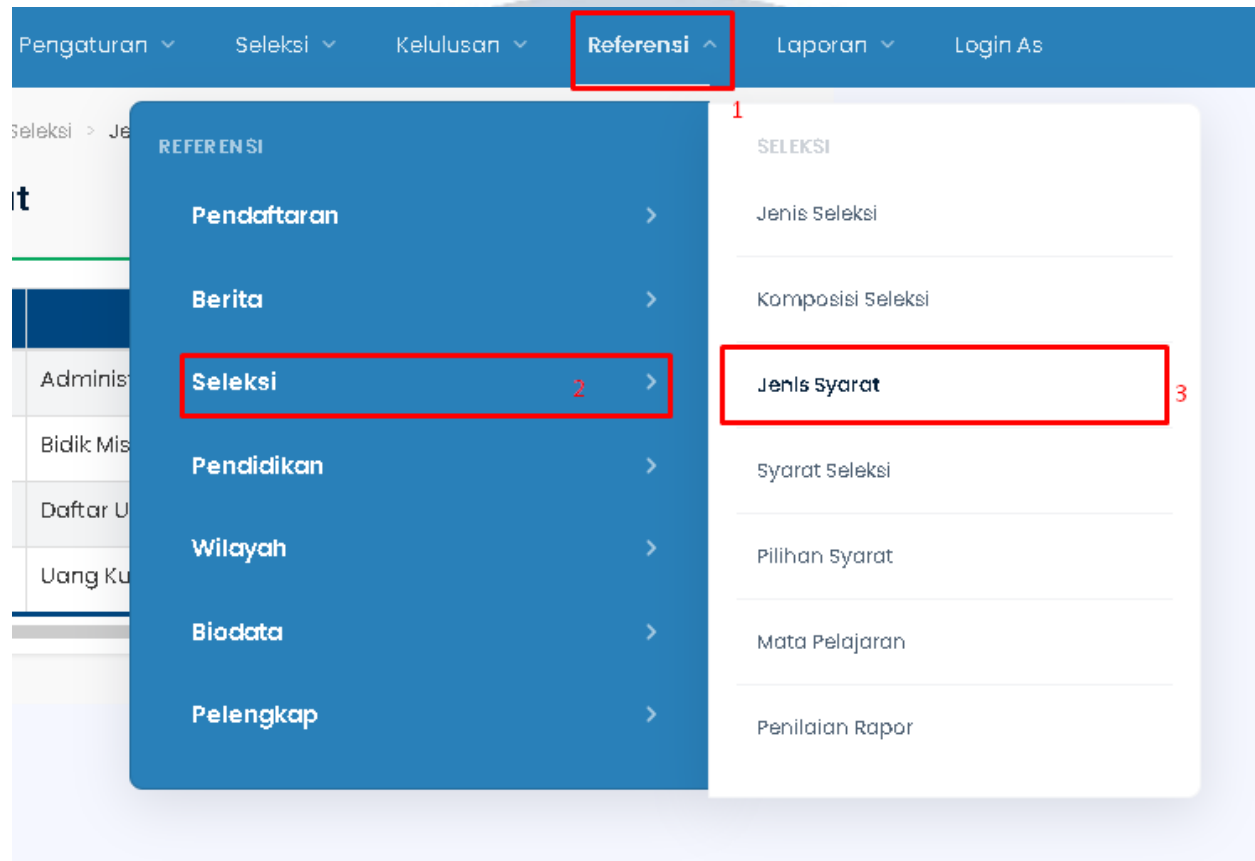 Pengaturan Seleksi Kelulusan Referensi Laporan Login As
1
Seleksi > Je
REFERENSI
Pendaftaran
Berita
Seleksi 2
Pendidikan
Wilayah
Biodata
Pelengkap
SELEKSI
Jenis Seleksi
Komposisi Seleksi
Jenis Syarat 3
Syarat Seleksi
Pilihan Syarat
Mata Pelajaran
Penilaian Rapor
at
Adminis
Bidik Mis
Daftar U
Uang Ku